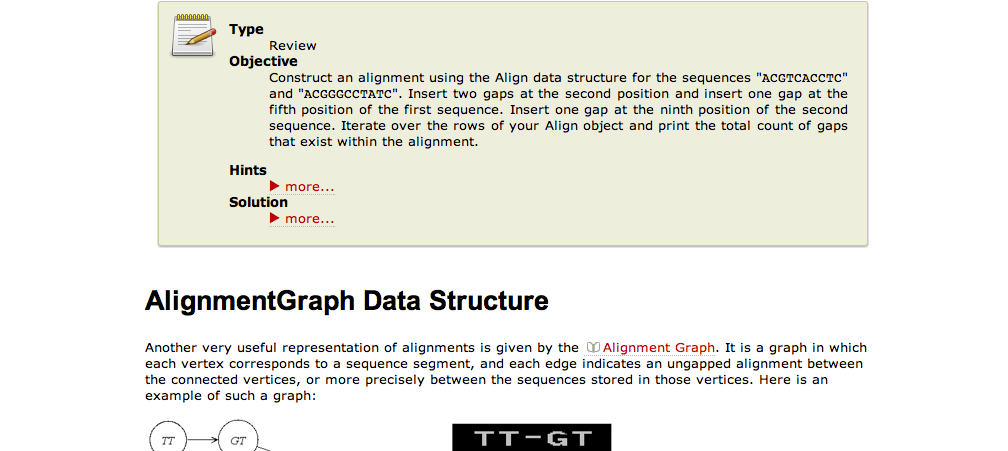 Type
Review
Objective
Construct an alignment using the Align data structure for the sequences "ACGTCACCTC"
and "ACGGGCCTATC". Insert two gaps at the second position and insert one gap at the
fifth position of the first sequence. Insert one gap at the ninth position of the second
sequence. Iterate over the rows of your Align object and print the total count of gaps
that exist within the alignment.
Hints
more...
Solution
more...
AlignmentGraph Data Structure
Another very useful representation of alignments is given by the Alignment Graph. It is a graph in which
each vertex corresponds to a sequence segment, and each edge indicates an ungapped alignment between
the connected vertices, or more precisely between the sequences stored in those vertices. Here is an
example of such a graph:
TT GT TT-GT